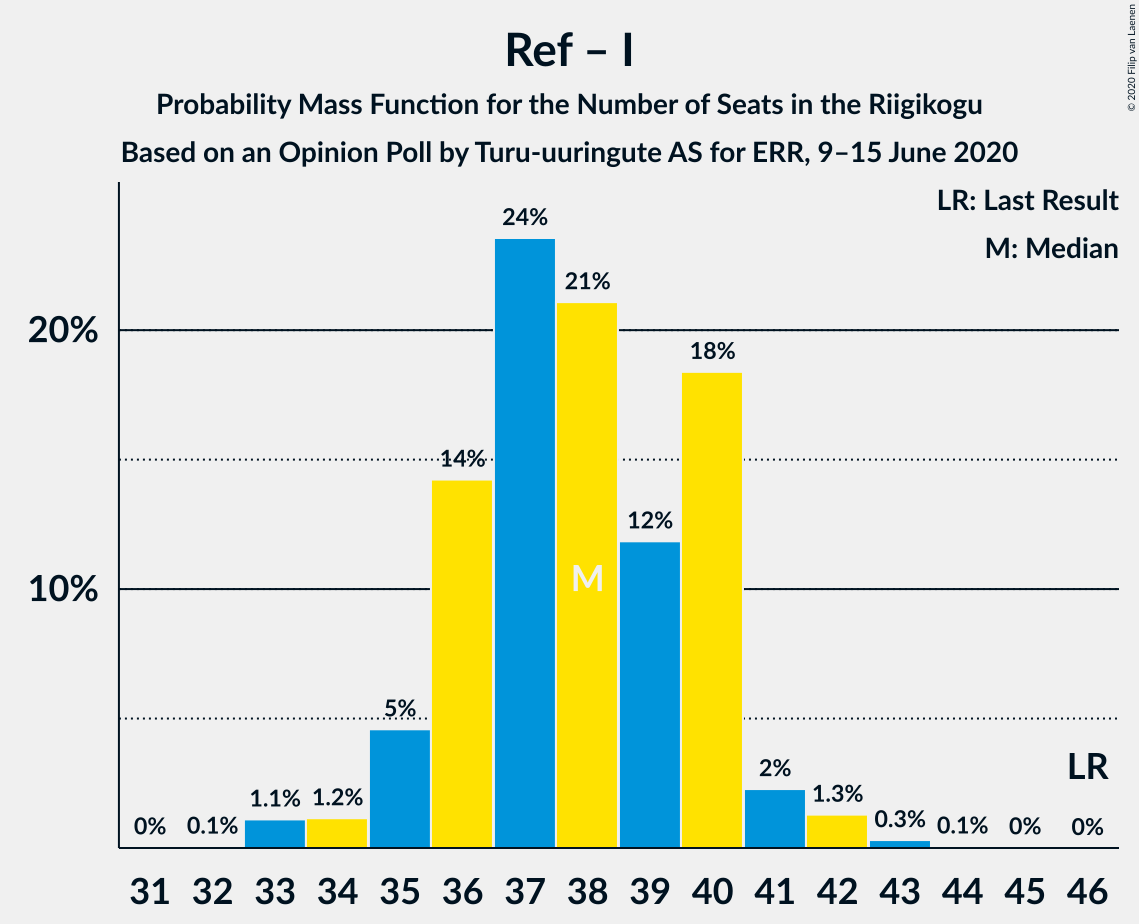 Ref – I
Probability Mass Function for the Number of Seats in the Riigikogu
Based on an Opinion Poll by Turu-uuringute AS for ERR, 9–15 June 2020
© 2020 Filip van Laenen
LR: Last Result
M: Median
20%
10%
0%
0.1%
1.1%
1.2%
5%
14%
24%
21%
12%
18%
2%
1.3%
0.3%
0.1%
0%
0%
M
LR
31 32 33 34 35 36 37 38 39 40 41 42 43 44 45 46